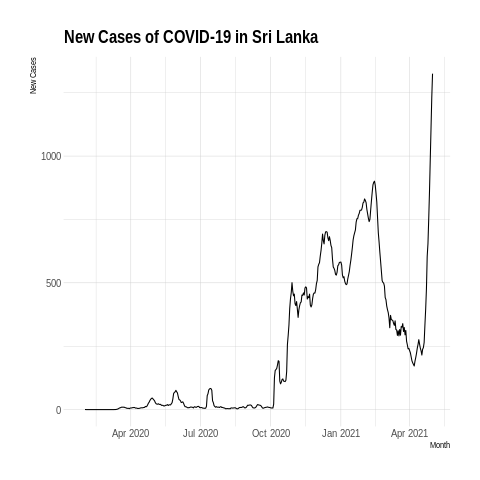 New Cases of COVID-19 in Sri Lanka
New Cases
1000
500
0
Apr 2020
Jul 2020
Oct 2020
Jan 2021
Apr 2021
Month